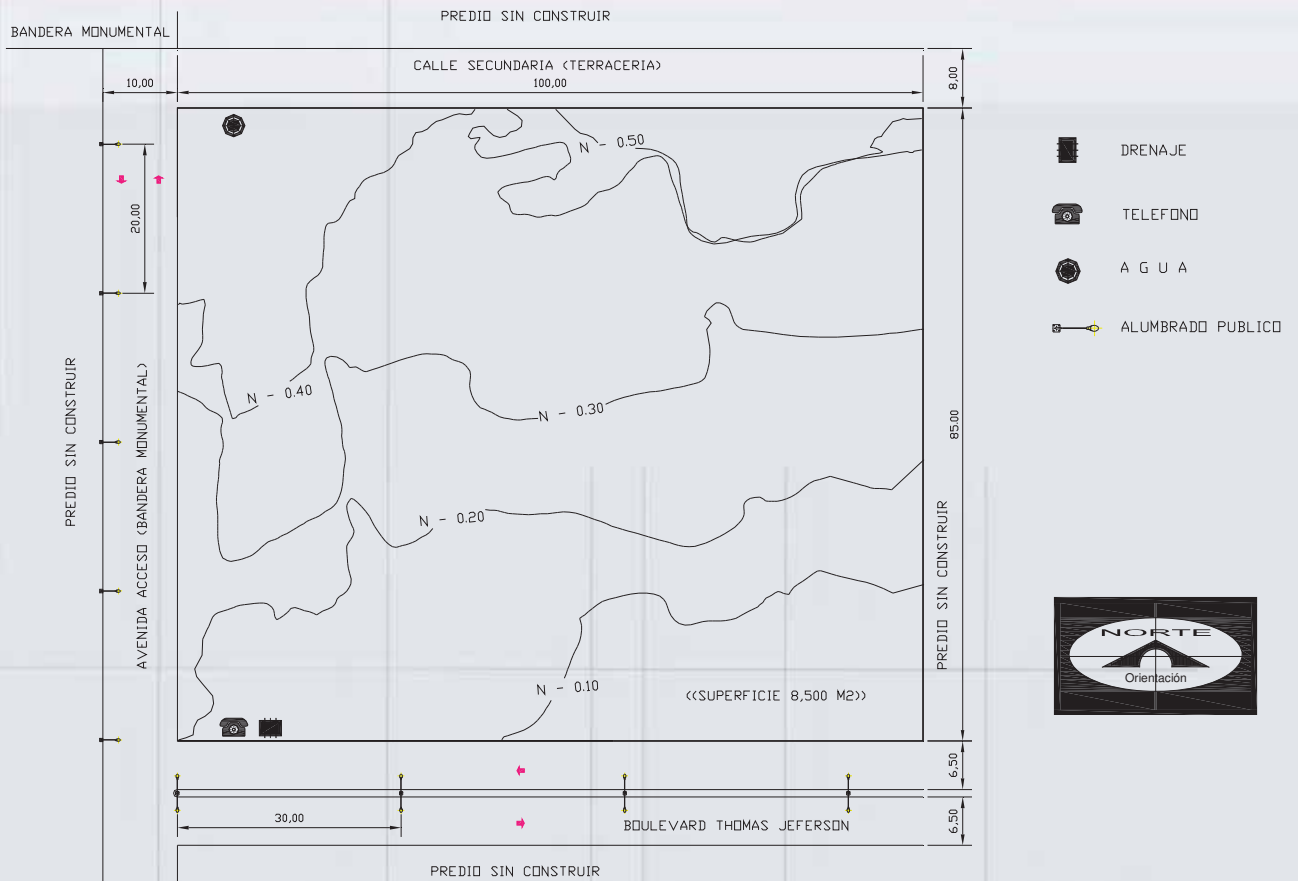 PREDIO SIN CONSTRUIR
BANDERA MONUMENTAL
CALLE SECUNDARIA (TERRACERIA)
10,00
100,00
8,00
N - 0.50
DRENAJE
20,00
TELEFONO
A G U A
ALUMBRADO PUBLICO
PREDIO SIN CONSTRUIR
AVENIDA ACCESO (BANDERA MONUMENTAL)
N - 0.40
N - 0.30
85.00
N - 0.20
PREDIO SIN CONSTRUIR
NORTE
Orientación
N - 0.10
((SUPERFICIE 8,500 M2))
6,50
30,00
BOULEVARD THOMAS JEFERSON
6,50
PREDIO SIN CONSTRUIR